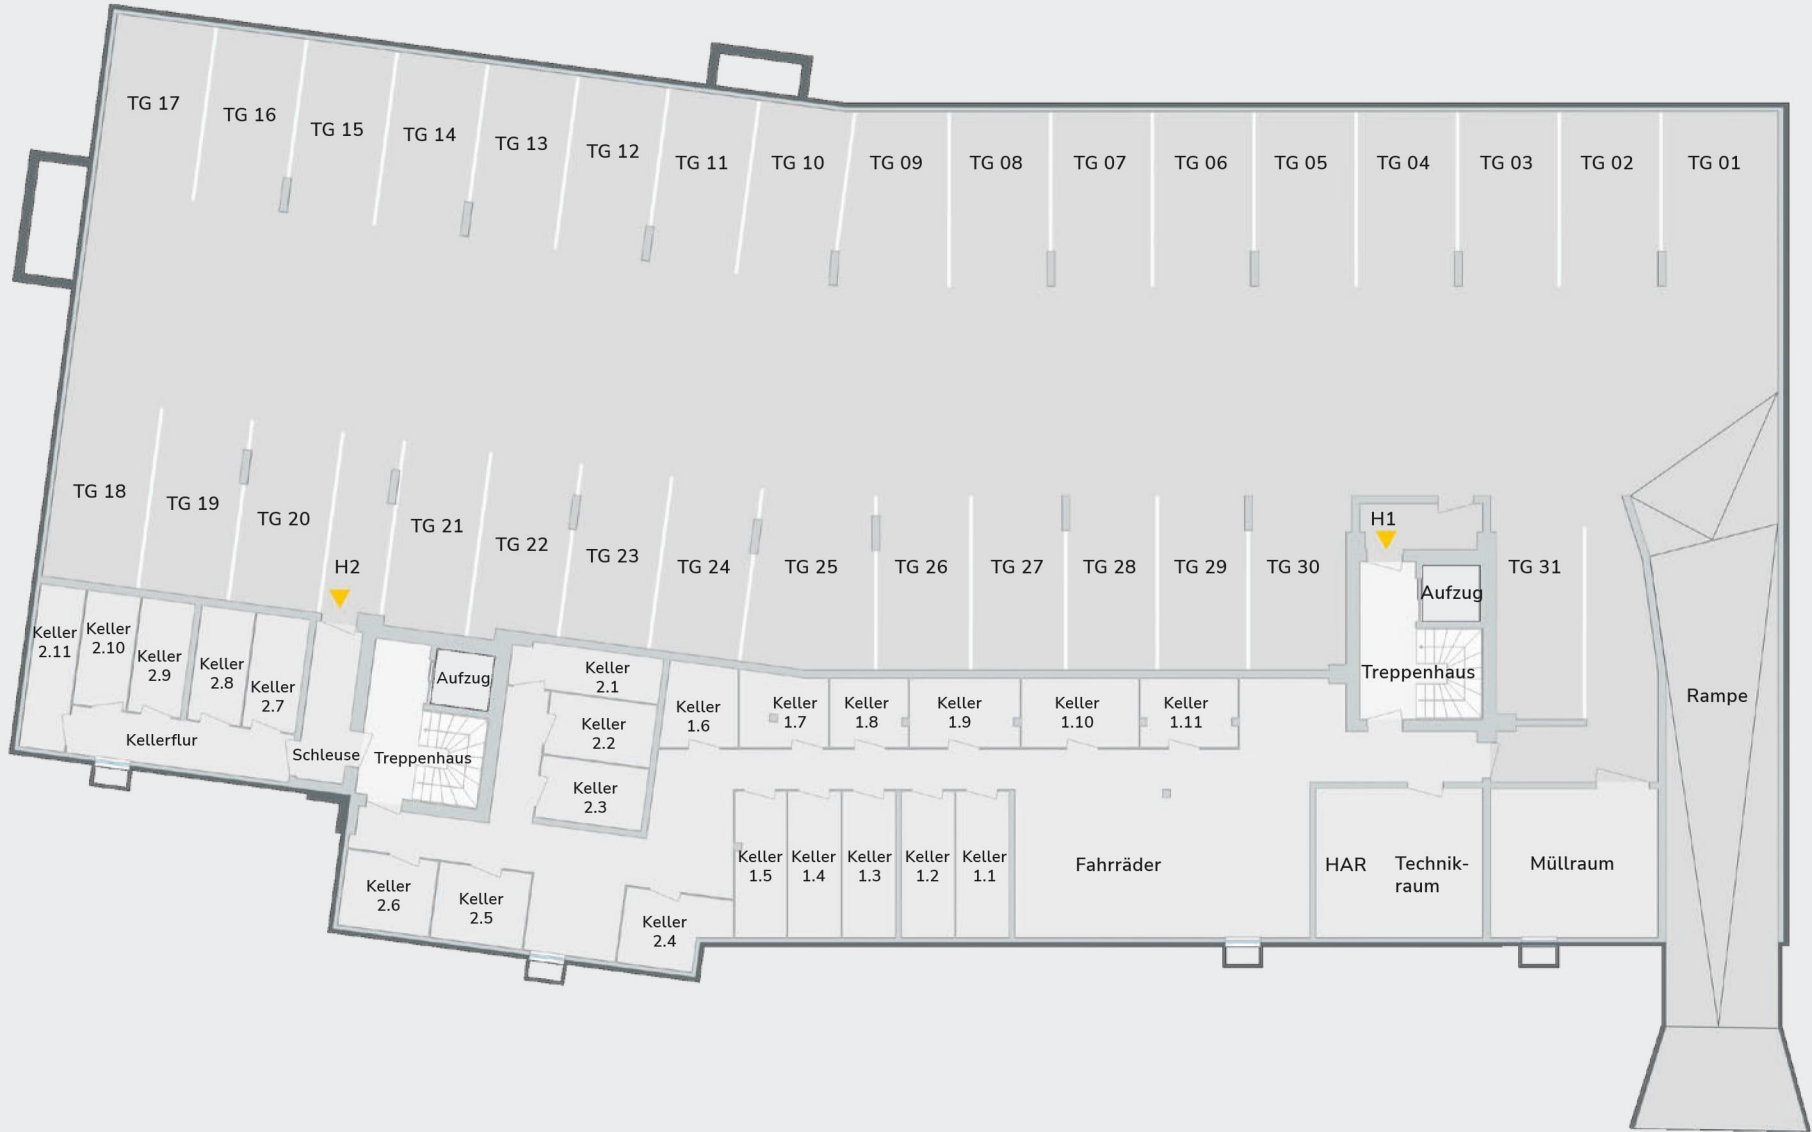 TG 17
TG 16
TG 15
TG 14
TG 13
TG 12
TG 11
TG 10
TG 09
TG 08
TG 07
TG 06
TG 05
TG 04
TG 03
TG 02
TG 01
TG 18
TG 19
TG 20
H2
TG 21
TG 22
TG 23
TG 24
TG 25
TG 26
TG 27
TG 28
TG 29
TG 30
H1
Aufzug
Treppenhaus
TG 31
Rampe
Keller
2.11
Keller
2.10
Keller
2.9
Keller
2.8
Keller
2.7
Kellerflur
Schleuse
Aufzug
Treppenhaus
Keller
2.1
Keller
2.2
Keller
2.3
Keller
1.6
Keller
1.7
Keller
1.8
Keller
1.9
Keller
1.10
Keller
1.11
Keller
2.6
Keller
2.5
Keller
2.4
Keller
1.5
Keller
1.4
Keller
1.3
Keller
1.2
Keller
1.1
Fahrräder
HAR
Technik-
raum
Müllraum